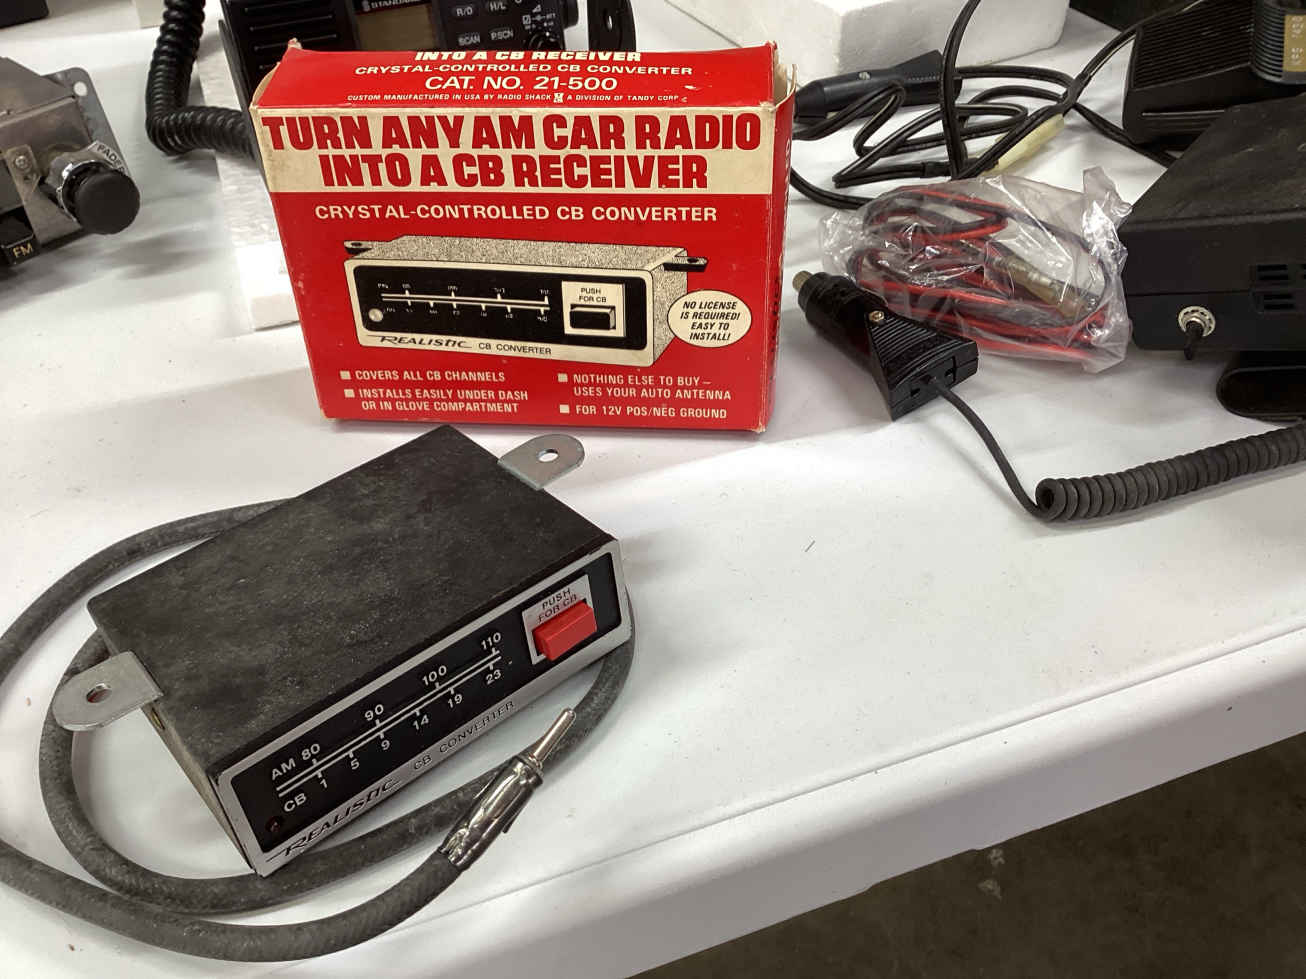 STANDARD
R/D
H/L
SCAN
P.SCN
INTO A CB RECEIVER
CRYSTAL-CONTROLLED CB CONVERTER
CAT. NO. 21-500
CUSTOM MANUFACTURED IN USA BY RADIO SHACK A DIVISION OF TANDY CORP
TURN ANY AM CAR RADIO
INTO A CB RECEIVER
CRYSTAL-CONTROLLED CB CONVERTER
PUSH
FOR CB
REALISTIC CB CONVERTER
NO LICENSE
IS REQUIRED!
EASY TO
INSTALL!
COVERS ALL CB CHANNELS
INSTALLS EASILY UNDER DASH
OR IN GLOVE COMPARTMENT
NOTHING ELSE TO BUY –
USES YOUR AUTO ANTENNA
FOR 12V POS/NEG GROUND
FADER
FM
PUSH
FOR CB
AM 80 90 100 110
CB 1 5 9 14 19 23
REALISTIC CB CONVERTER